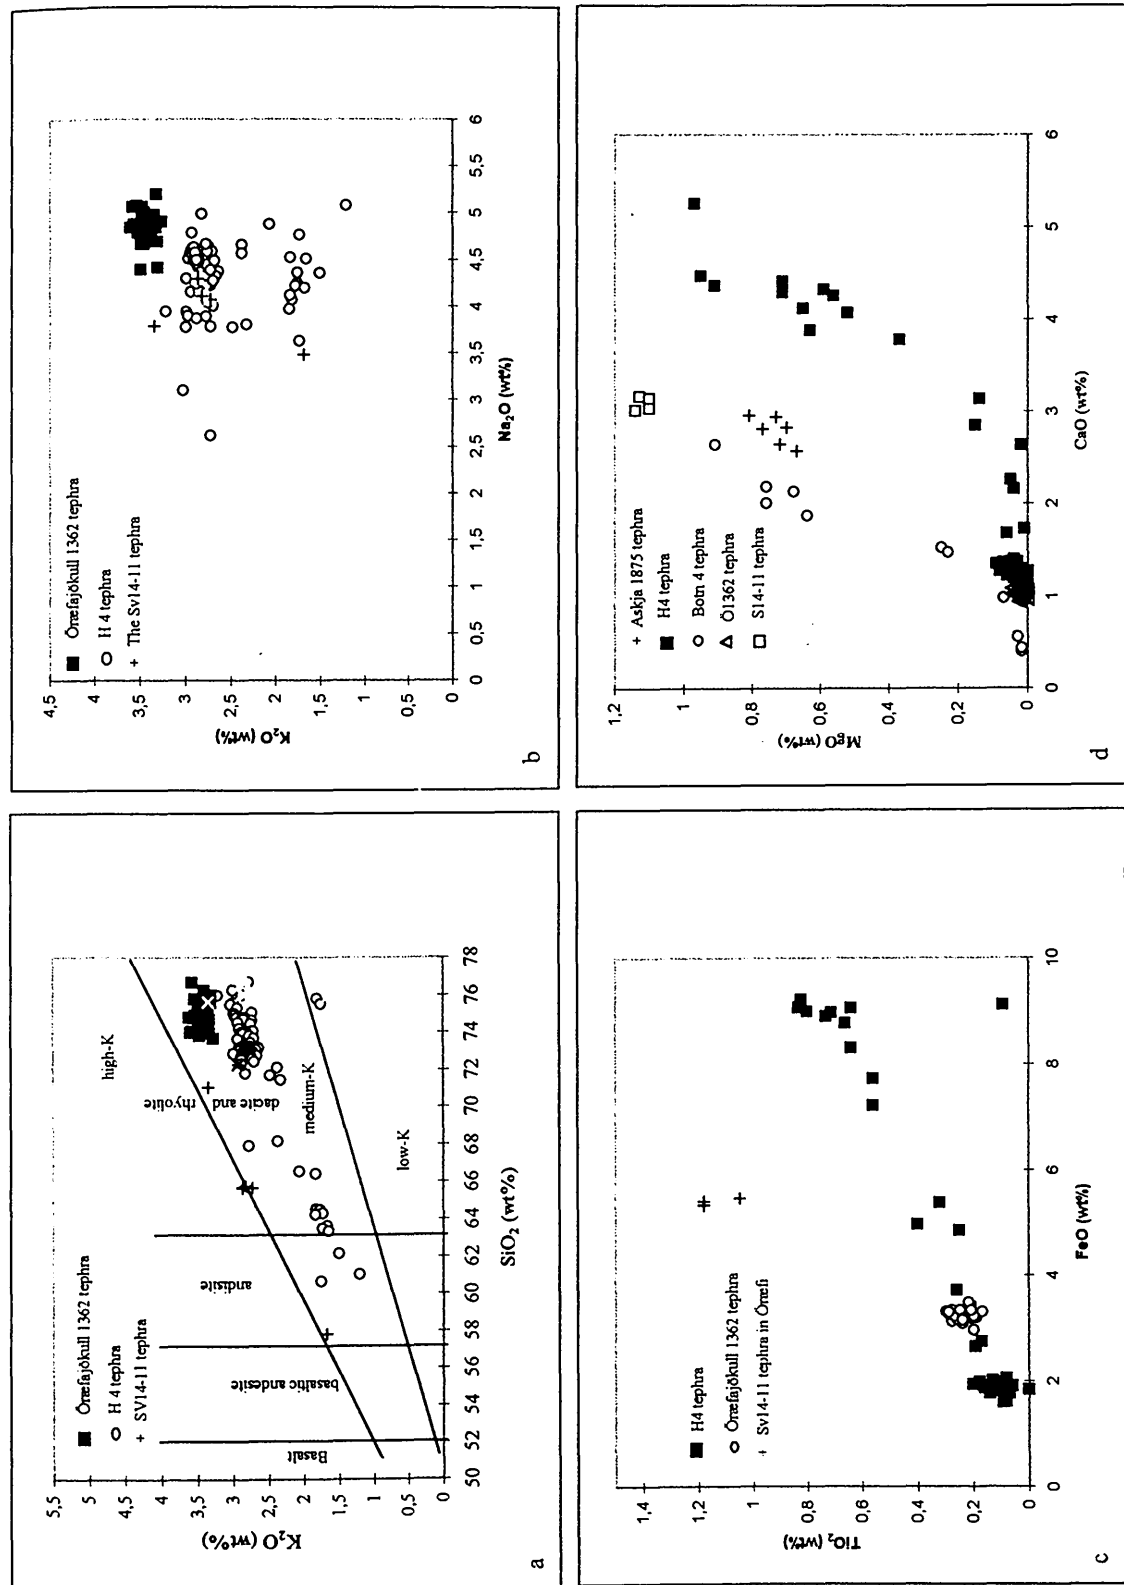 5,5
5
4,5
4
3,5
3
2,5
2
1,5
1
0,5
0
K₂O (wt%)
Öræfajökull 1362 tephra
H 4 tephra
SV14-11 tephra
high-K
medium-K
low-K
Basalt
basaltic andesite
andisite
dacite and rhyolite
50 52 54 56 58 60 62 64 66 68 70 72 74 76 78
SiO₂ (wt%)
a
4,5
4
3,5
3
2,5
2
1,5
1
0,5
0
K₂O (wt%)
Öræfajökull 1362 tephra
H 4 tephra
The Sv14-11 tephra
0 0,5 1 1,5 2 2,5 3 3,5 4 4,5 5 5,5 6
Na₂O (wt%)
b
1,4
1,2
1
0,8
0,6
0,4
0,2
0
TiO₂ (wt%)
H4 tephra
Öræfajökull 1362 tephra
Sv14-11 tephra in Öræfi
0 2 4 6 8 10
FeO (wt%)
c
1,2
1
0,8
0,6
0,4
0,2
0
MgO (wt%)
Askja 1875 tephra
H4 tephra
Botn 4 tephra
Ö1362 tephra
S14-11 tephra
0 1 2 3 4 5 6
CaO (wt%)
d